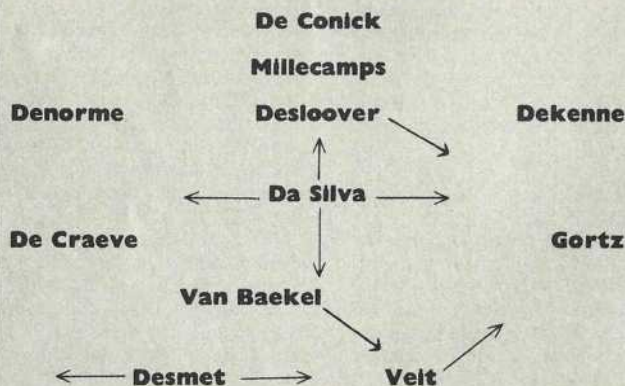 De Conick
Millecamps
Denorme Desloover Dekenne
Da Silva
De Craeve Gortz
Van Baekel
Desmet Veit